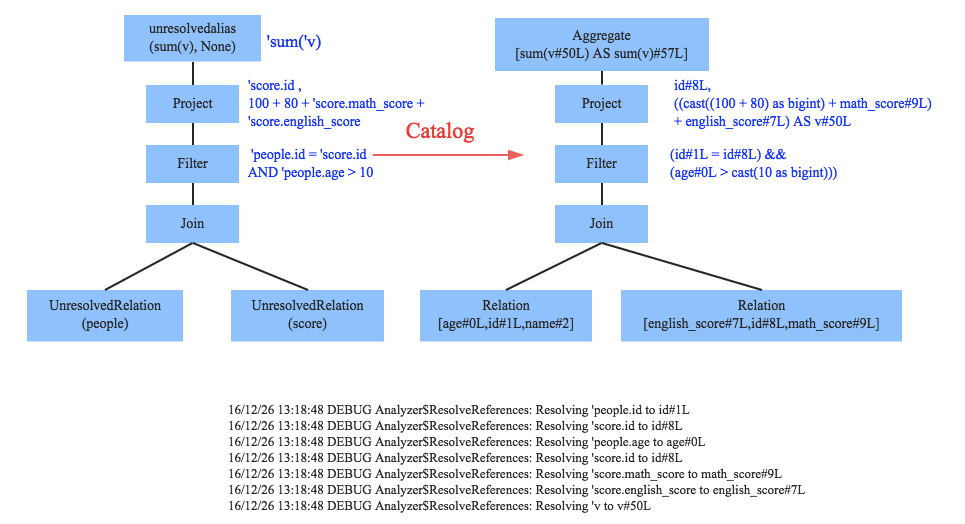 unresolvedalias
(sum(v), None)
'sum('v)
Project
'score.id ,
100 + 80 + 'score.math_score +
'score.english_score
Filter
'people.id = 'score.id
AND 'people.age > 10
Join
UnresolvedRelation
(people)
UnresolvedRelation
(score)
Catalog
Aggregate
[sum(v#50L) AS sum(v)#57L]
Project
id#8L,
((cast((100 + 80) as bigint) + math_score#9L)
+ english_score#7L) AS v#50L
Filter
(id#1L = id#8L) &&
(age#0L > cast(10 as bigint)))
Join
Relation
[age#0L,id#1L,name#2]
Relation
[english_score#7L,id#8L,math_score#9L]
16/12/26 13:18:48 DEBUG Analyzer$ResolveReferences: Resolving 'people.id to id#1L
16/12/26 13:18:48 DEBUG Analyzer$ResolveReferences: Resolving 'score.id to id#8L
16/12/26 13:18:48 DEBUG Analyzer$ResolveReferences: Resolving 'people.age to age#0L
16/12/26 13:18:48 DEBUG Analyzer$ResolveReferences: Resolving 'score.id to id#8L
16/12/26 13:18:48 DEBUG Analyzer$ResolveReferences: Resolving 'score.math_score to math_score#9L
16/12/26 13:18:48 DEBUG Analyzer$ResolveReferences: Resolving 'score.english_score to english_score#7L
16/12/26 13:18:48 DEBUG Analyzer$ResolveReferences: Resolving 'v to v#50L